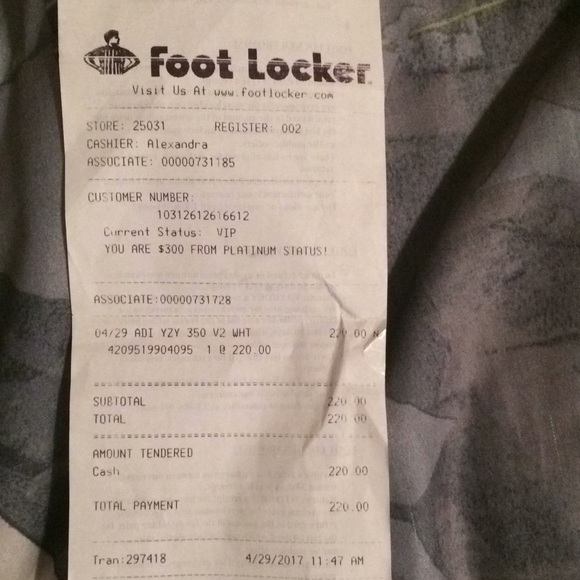 Foot Locker
Visit Us At www.footlocker.com
STORE: 25031 REGISTER: 002
CASHIER: Alexandra
ASSOCIATE: 00000731185
CUSTOMER NUMBER:
10312612616612
Current Status: VIP
YOU ARE $300 FROM PLATINUM STATUS!
ASSOCIATE:00000731728
04/29 ADI YZY 350 V2 WHT 220.00 N
4209519904095 1 @ 220.00
SUBTOTAL 220.00
TOTAL 220.00
AMOUNT TENDERED
Cash 220.00
TOTAL PAYMENT 220.00
Tran:297418 4/29/2017 11:47 AM